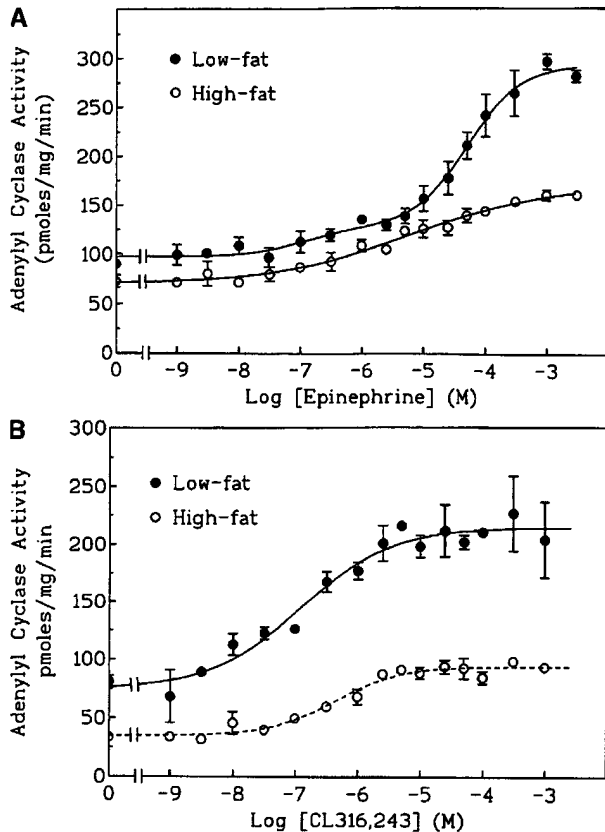 A
Adenylyl Cyclase Activity
(pmoles/mg/min)
300
250
200
150
100
50
0
Low-fat
High-fat
0 -9 -8 -7 -6 -5 -4 -3
Log [Epinephrine] (M)
B
Adenylyl Cyclase Activity
pmoles/mg/min
300
250
200
150
100
50
0
Low-fat
High-fat
0 -9 -8 -7 -6 -5 -4 -3
Log [CL316,243] (M)